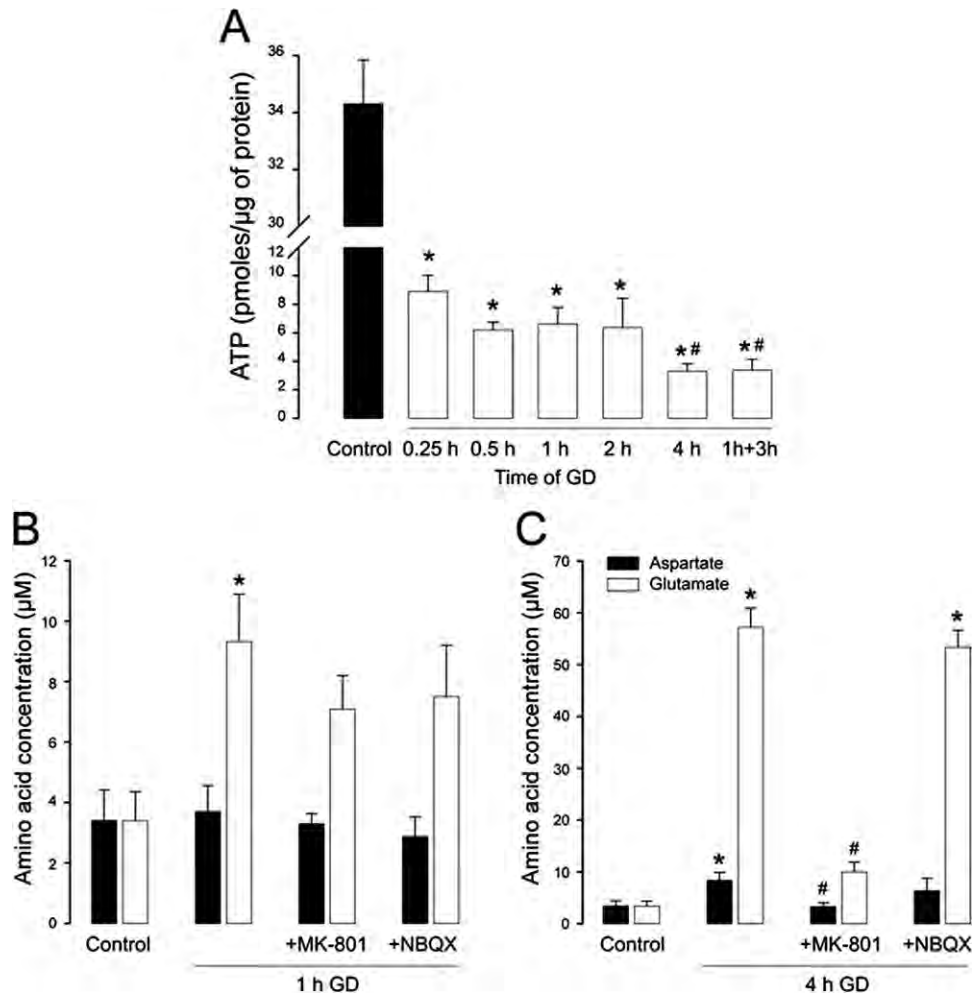 A
ATP (pmoles/µg of protein)
36
34
32
30
12
10
8
6
4
2
0
*
*
*
*
*#
*#
Control 0.25 h 0.5 h 1 h 2 h 4 h 1h+3h
Time of GD
B
Amino acid concentration (µM)
12
10
8
6
4
2
0
*
Control +MK-801 +NBQX
1 h GD
C
Amino acid concentration (µM)
70
60
50
40
30
20
10
0
Aspartate
Glutamate
*
*
#
#
*
Control +MK-801 +NBQX
4 h GD